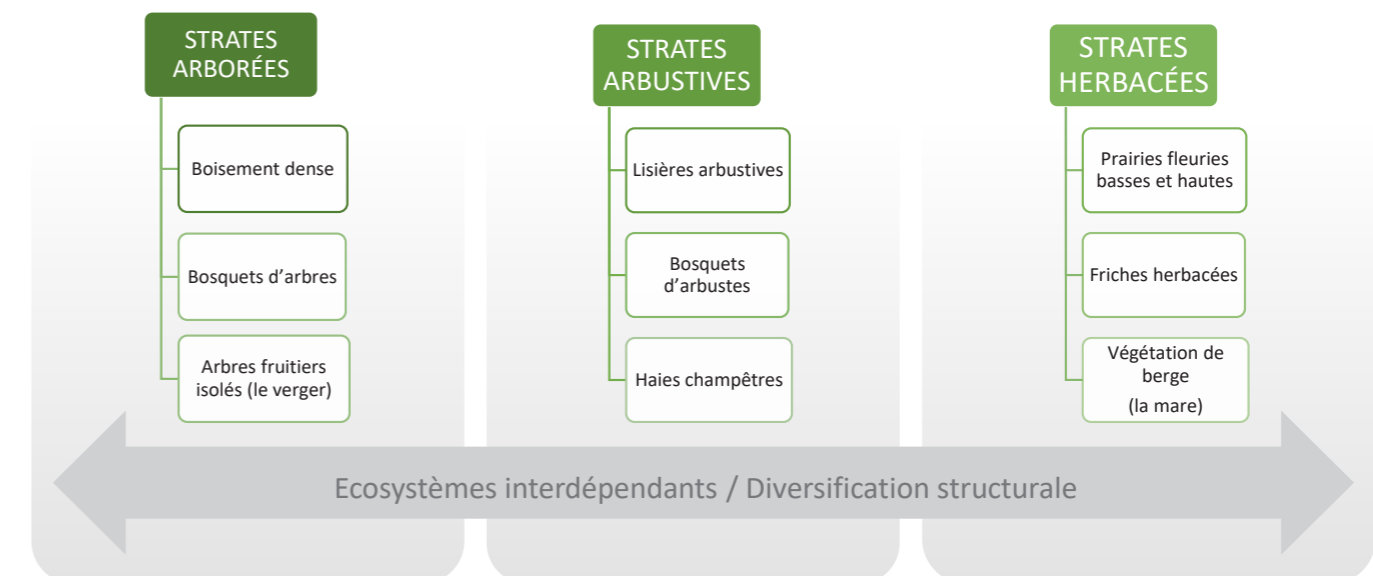 STRATES
ARBORÉES
Boisement dense
Bosquets d’arbres
Arbres fruitiers
isolés (le verger)
STRATES
ARBUSTIVES
Lisières arbustives
Bosquets
d’arbustes
Haies champêtres
STRATES
HERBACÉES
Prairies fleuries
basses et hautes
Friches herbacées
Végétation de
berge
(la mare)
Ecosystèmes interdépendants / Diversification structurale